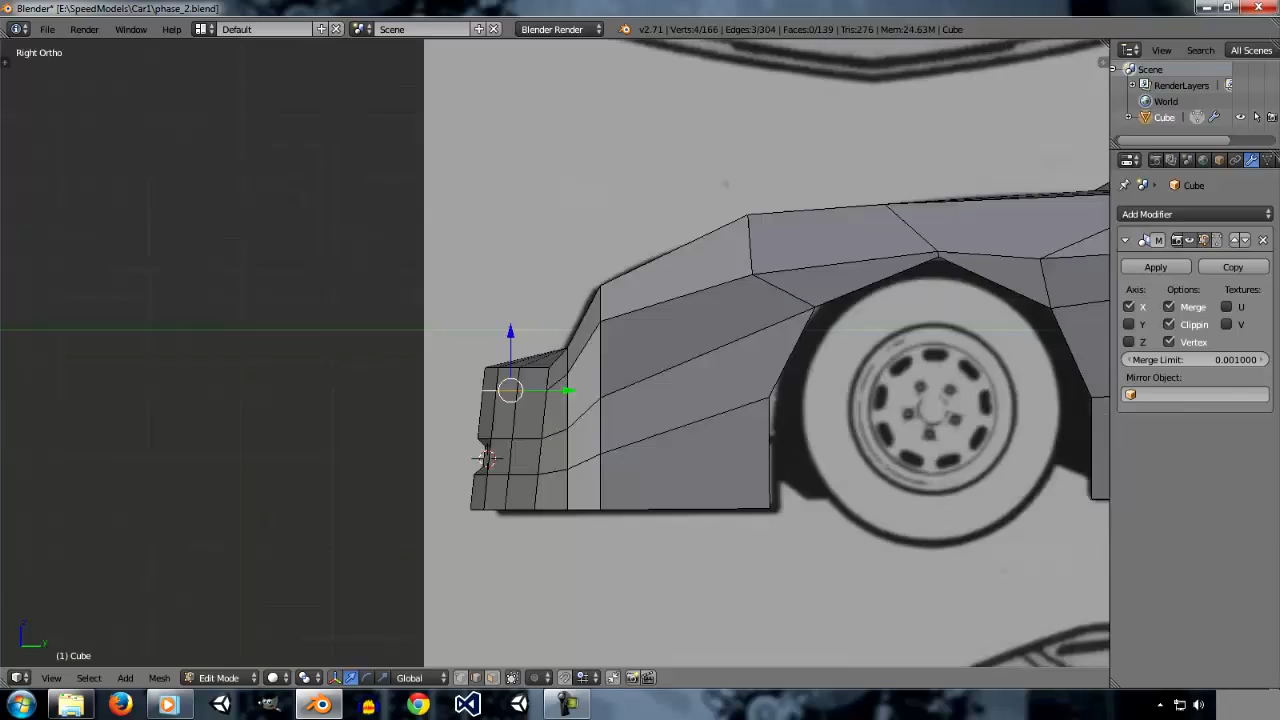 Blender* [E:\SpeedModels\Car1\phase_2.blend]
File Render Window Help Default Scene Blender Render v2.71 | Verts:4/166 | Edges:3/304 | Faces:0/139 | Tris:276 | Mem:24.63M | Cube
View Search All Scenes
Right Ortho
Scene
RenderLayers
World
Cube
Cube
Add Modifier
M
Apply Copy
Axis: Options: Textures:
X Merge U
Y Clippin V
Z Vertex
Merge Limit: 0.001000
Mirror Object:
z
y
(1) Cube
View Select Add Mesh Edit Mode Global